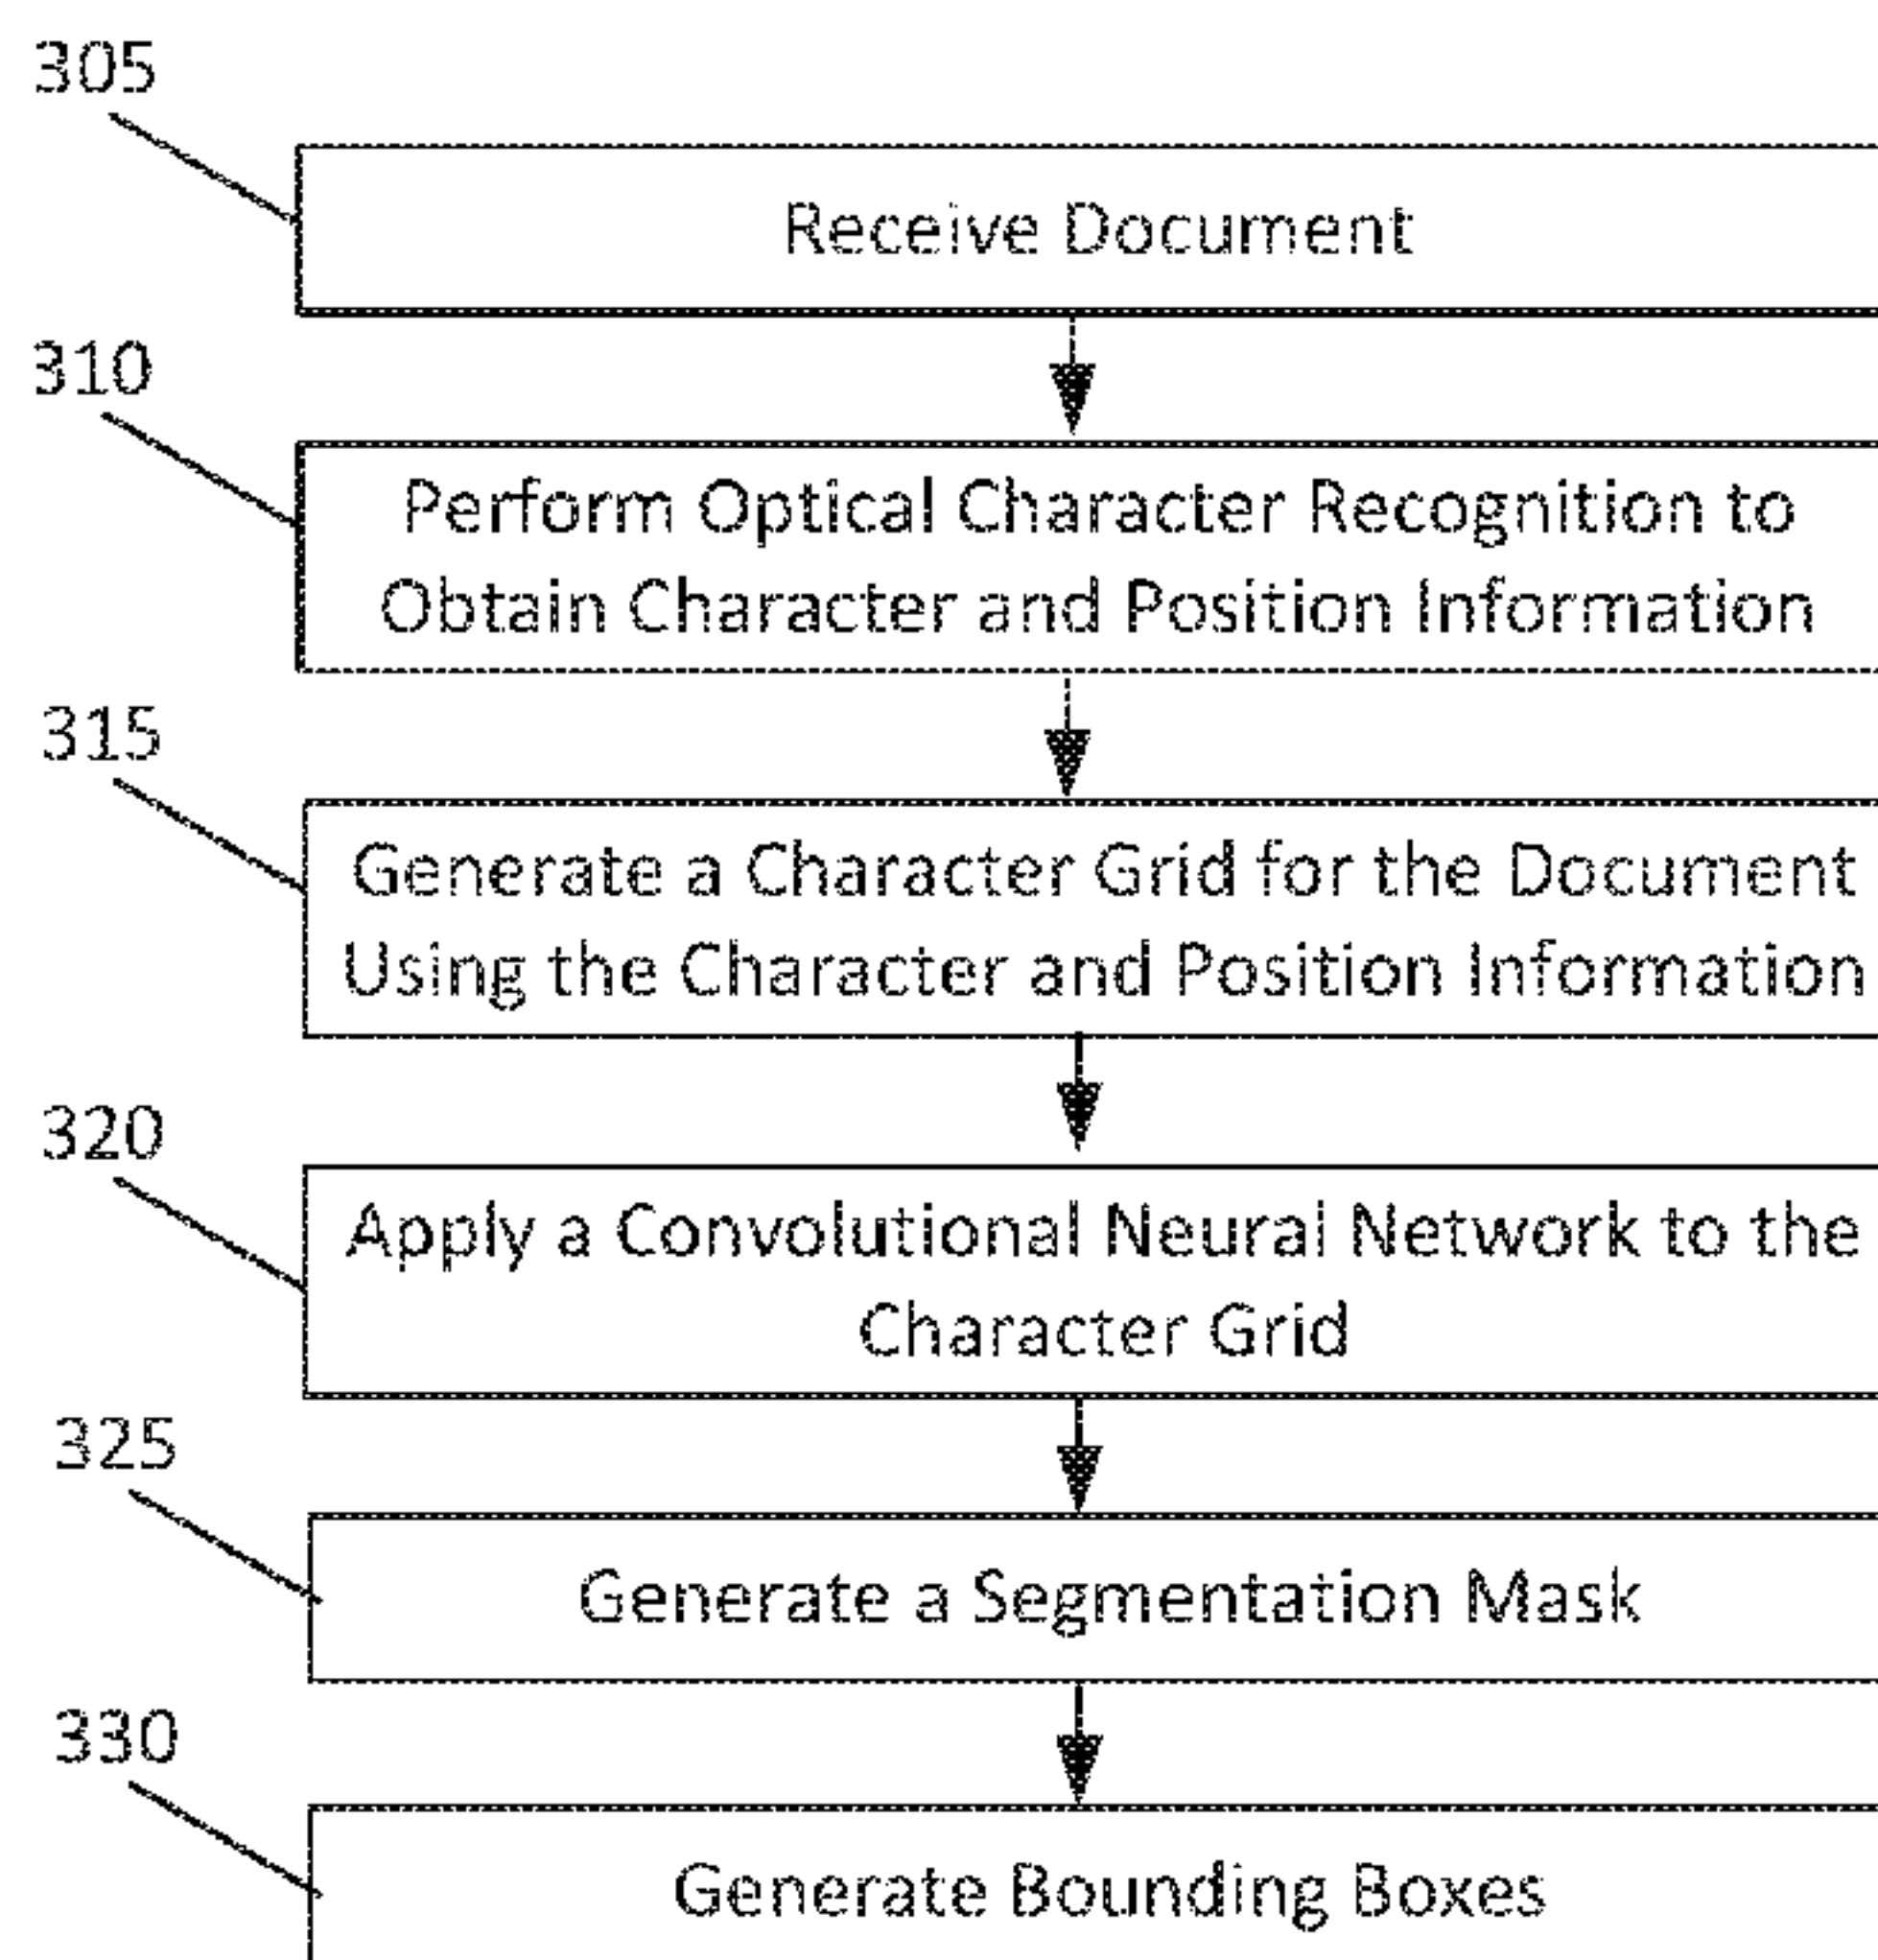 305
Receive Document
310
Perform Optical Character Recognition to
Obtain Character and Position Information
315
Generate a Character Grid for the Document
Using the Character and Position Information
320
Apply a Convolutional Neural Network to the
Character Grid
325
Generate a Segmentation Mask
330
Generate Bounding Boxes